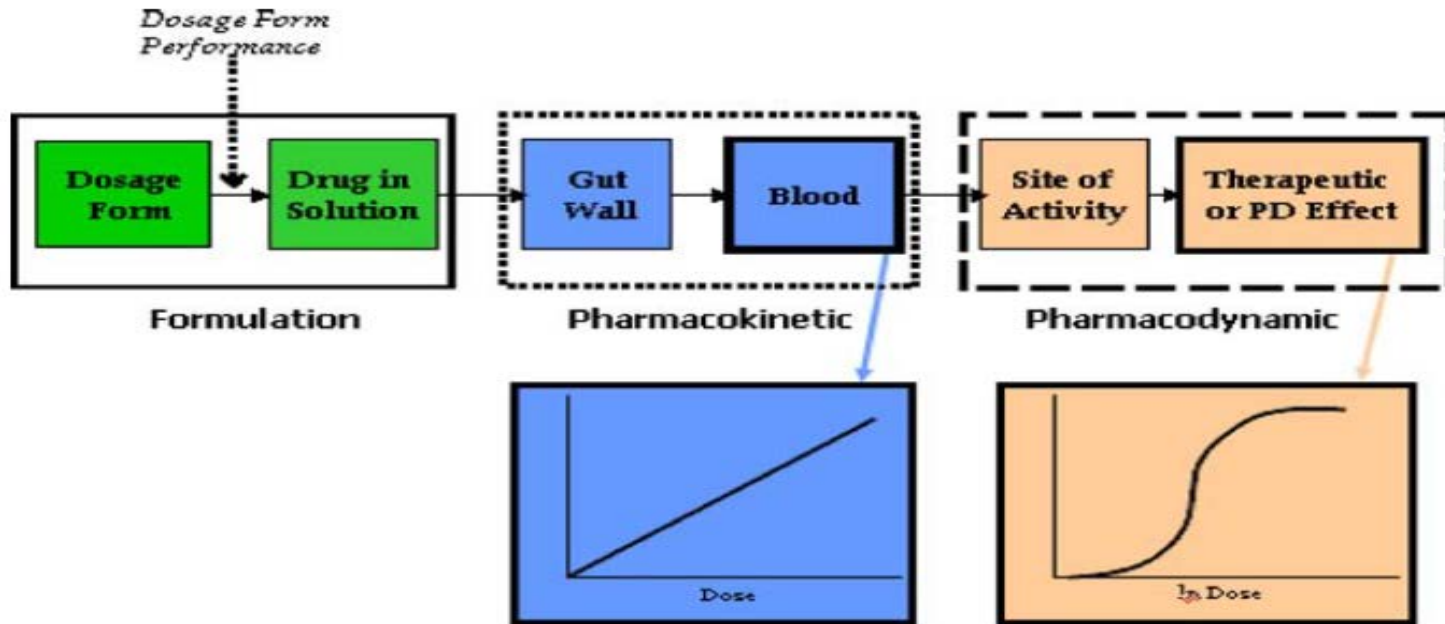 Dosage Form
Performance
Dosage
Form
Drug in
Solution
Gut
Wall
Blood
Site of
Activity
Therapeutic
or PD Effect
Formulation
Pharmacokinetic
Pharmacodynamic
Dose
ln Dose